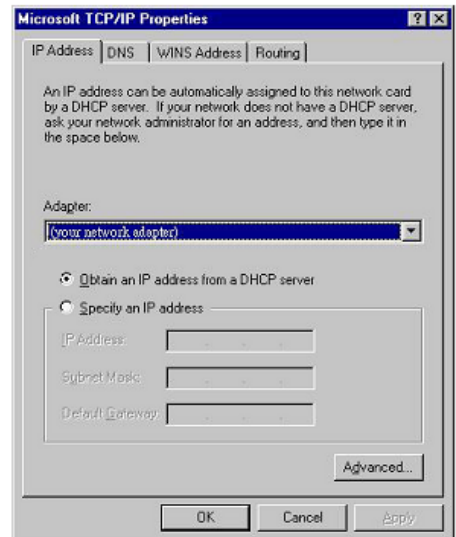 Microsoft TCP/IP Properties
? X
IP Address DNS WINS Address Routing
An IP address can be automatically assigned to this network card
by a DHCP server. If your network does not have a DHCP server,
ask your network administrator for an address, and then type it in
the space below.
Adapter:
(your network adapter)
Obtain an IP address from a DHCP server
Specify an IP address
IP Address:
Subnet Mask:
Default Gateway:
Advanced...
OK Cancel Apply